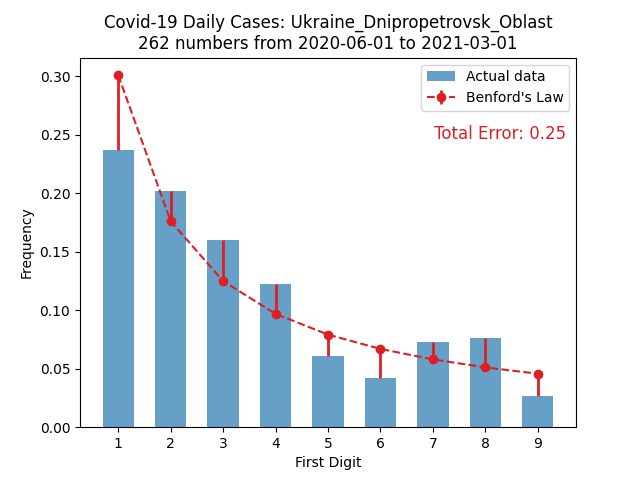 Covid-19 Daily Cases: Ukraine_Dnipropetrovsk_Oblast
262 numbers from 2020-06-01 to 2021-03-01
Actual data
Benford's Law
Total Error: 0.25
Frequency
0.30
0.25
0.20
0.15
0.10
0.05
0.00
1 2 3 4 5 6 7 8 9
First Digit